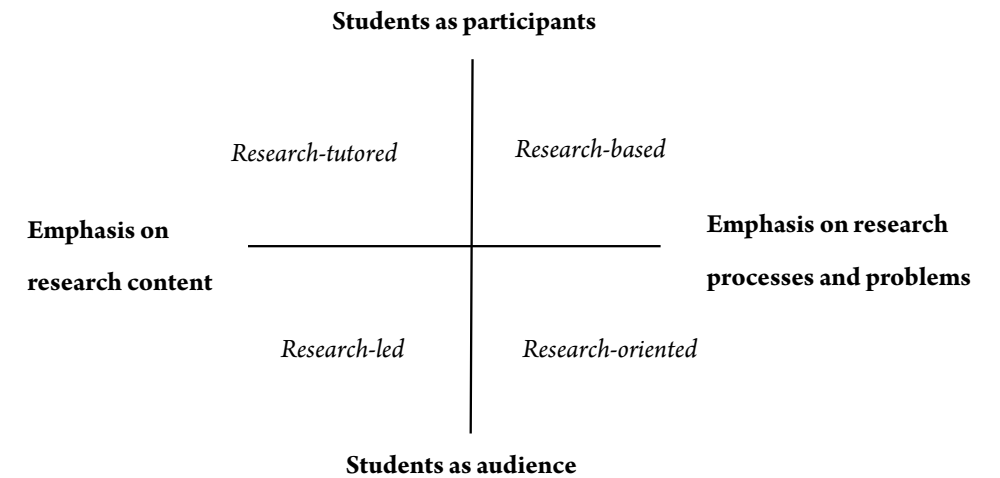 Students as participants
Research-tutored
Research-based
Emphasis on
research content
Emphasis on research
processes and problems
Research-led
Research-oriented
Students as audience